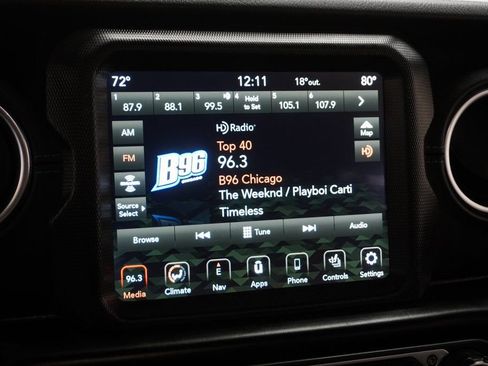 72° 12:11 18°out. 80°
1 87.9 2 88.1 3 99.5 4 Hold to Set 5 105.1 6 107.9
AM HD Radio Map
FM Top 40
96.3
B96 B96 Chicago
The Weeknd / Playboi Carti
Source Select Timeless
Browse Tune Audio
96.3 E
Media Climate Nav Apps Phone Controls Settings